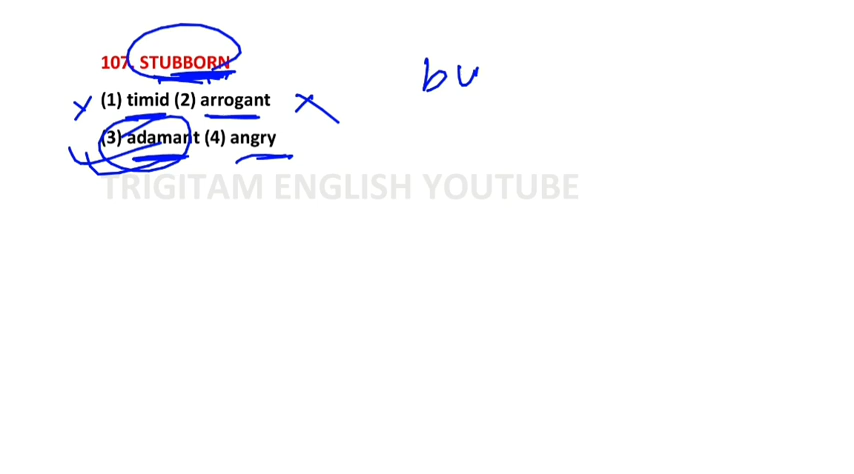 107. STUBBORN
bu
(1) timid (2) arrogant
(3) adamant (4) angry
TRIGITAM ENGLISH YOUTUBE